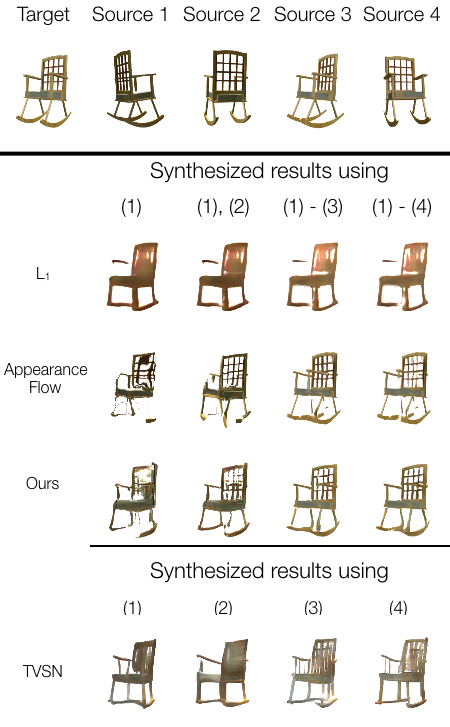 Target Source 1 Source 2 Source 3 Source 4
Synthesized results using
(1) (1), (2) (1) - (3) (1) - (4)
L₁
Appearance
Flow
Ours
Synthesized results using
(1) (2) (3) (4)
TVSN